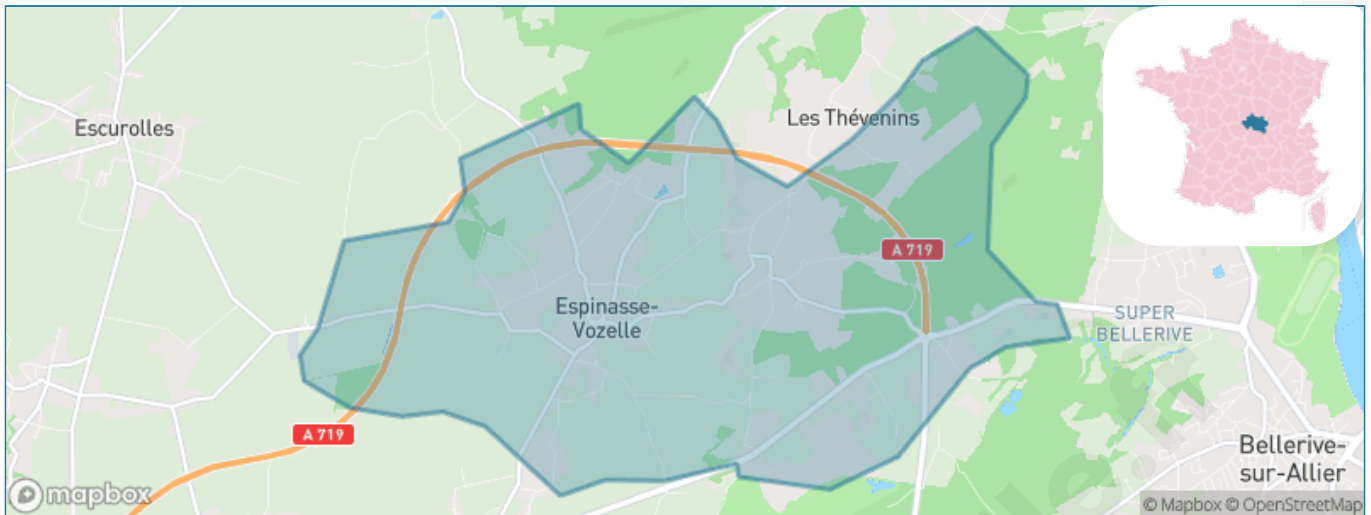 Escurolles
Les Thévenins
A 719
Espinasse-
Vozelle
SUPER
BELLERIVE
A 719
Bellerive-
sur-Allier
mapbox
© Mapbox © OpenStreetMap